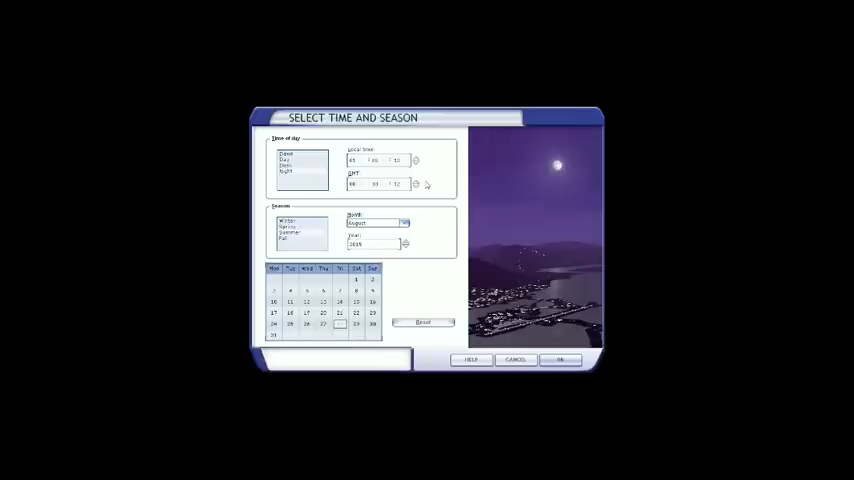 SELECT TIME AND SEASON
Time of day
Dawn
Day
Dusk
Night
Local time:
GMT:
Season
Winter
Spring
Summer
Fall
Month:
August
Year:
2015
Mon Tue Wed Thu Fri Sat Sun
1 2
3 4 5 6 7 8 9
10 11 12 13 14 15 16
17 18 19 20 21 22 23
24 25 26 27 28 29 30
31
Reset
HELP CANCEL OK